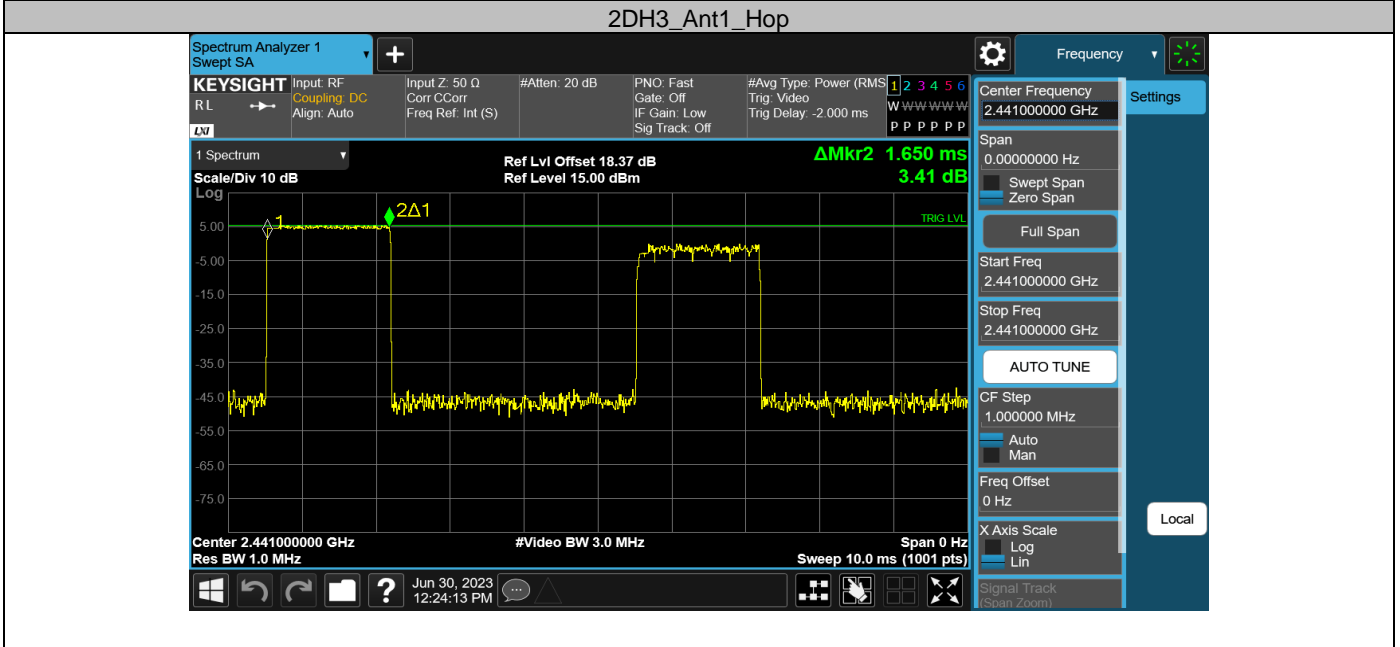 2DH3_Ant1_Hop
Spectrum Analyzer 1
Swept SA
Frequency
KEYSIGHT
RL
LXI
Input: RF
Coupling: DC
Align: Auto
Input Z: 50 Ω
Corr CCorr
Freq Ref: Int (S)
#Atten: 20 dB
PNO: Fast
Gate: Off
IF Gain: Low
Sig Track: Off
#Avg Type: Power (RMS
Trig: Video
Trig Delay: -2.000 ms
1 2 3 4 5 6
W W W W W W
P P P P P P
1 Spectrum
Scale/Div 10 dB
Log
Ref Lvl Offset 18.37 dB
Ref Level 15.00 dBm
ΔMkr2 1.650 ms
3.41 dB
1
2Δ1
TRIG LVL
5.00
-5.00
-15.0
-25.0
-35.0
-45.0
-55.0
-65.0
-75.0
Center 2.441000000 GHz
Res BW 1.0 MHz
#Video BW 3.0 MHz
Span 0 Hz
Sweep 10.0 ms (1001 pts)
Center Frequency
2.441000000 GHz
Settings
Span
0.00000000 Hz
Swept Span
Zero Span
Full Span
Start Freq
2.441000000 GHz
Stop Freq
2.441000000 GHz
AUTO TUNE
CF Step
1.000000 MHz
Auto
Man
Freq Offset
0 Hz
X Axis Scale
Log
Lin
Local
Signal Track
(Span Zoom)
Jun 30, 2023
12:24:13 PM